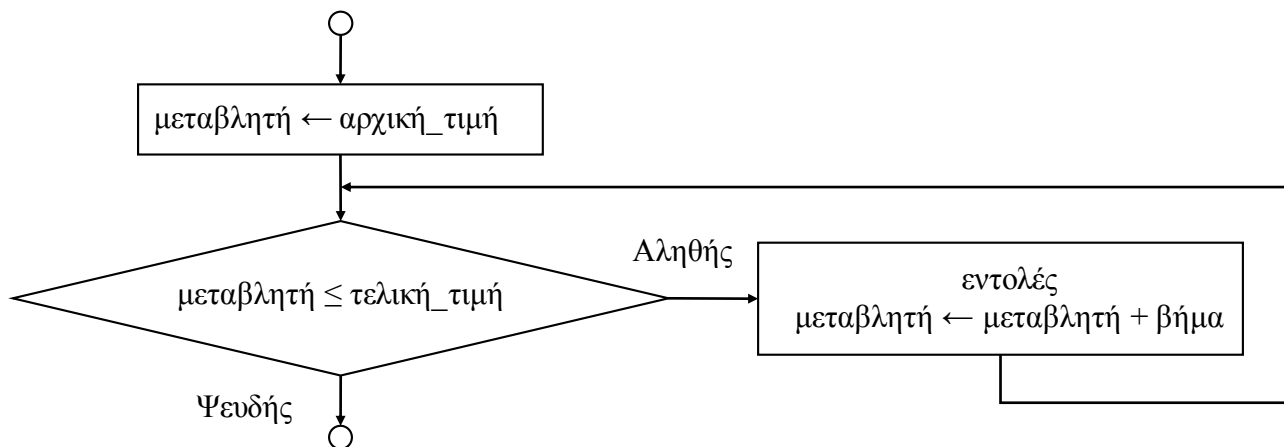 μεταβλητή ← αρχική_τιμή
Αληθής
μεταβλητή ≤ τελική_τιμή
εντολές
μεταβλητή ← μεταβλητή + βήμα
Ψευδής